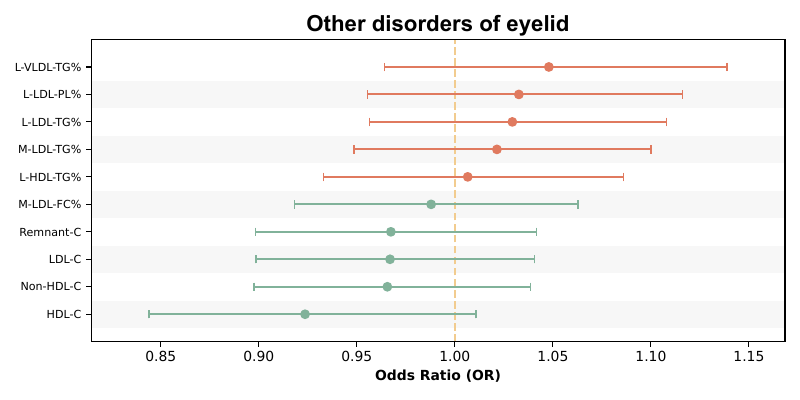 Other disorders of eyelid
L-VLDL-TG%
L-LDL-PL%
L-LDL-TG%
M-LDL-TG%
L-HDL-TG%
M-LDL-FC%
Remnant-C
LDL-C
Non-HDL-C
HDL-C
0.85 0.90 0.95 1.00 1.05 1.10 1.15
Odds Ratio (OR)